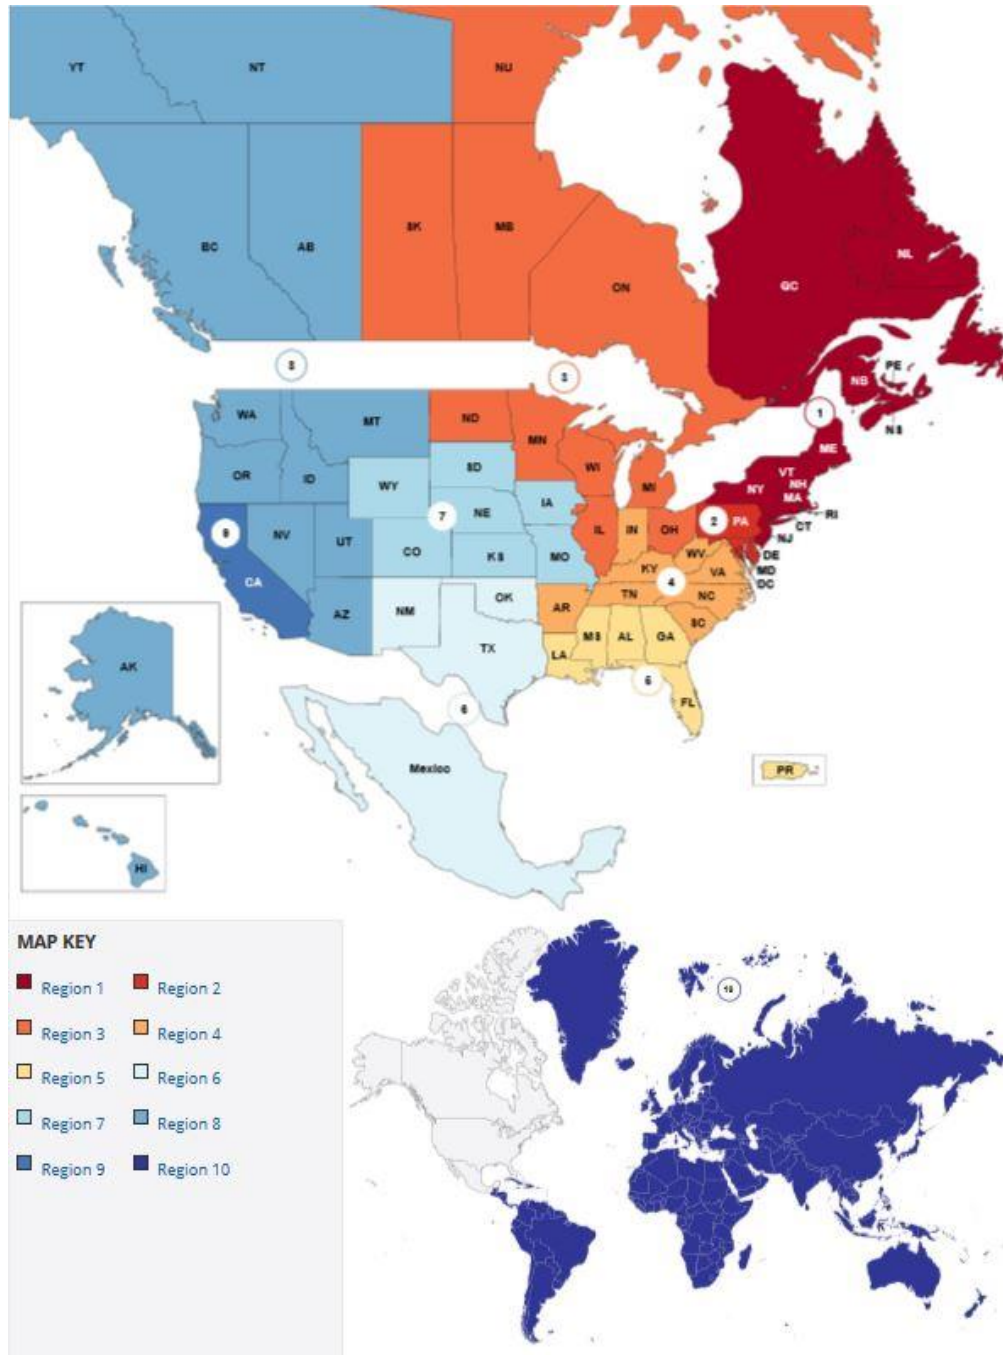 YT
NT
NU
BC
AB
SK
MB
ON
QC
NL
NB
PE
NS
8
3
1
WA
MT
ND
MN
OR
ID
WY
SD
WI
MI
NY
VT
NH
MA
ME
RI
CT
NJ
9
CA
NV
UT
CO
7
NE
IA
IL
IN
OH
2
PA
DE
MD
DC
KS
MO
KY
WV
VA
4
AZ
NM
OK
AR
TN
NC
SC
TX
LA
MS
AL
GA
5
FL
AK
6
Mexico
PR
HI
MAP KEY
Region 1 Region 2
Region 3 Region 4
Region 5 Region 6
Region 7 Region 8
Region 9 Region 10
10